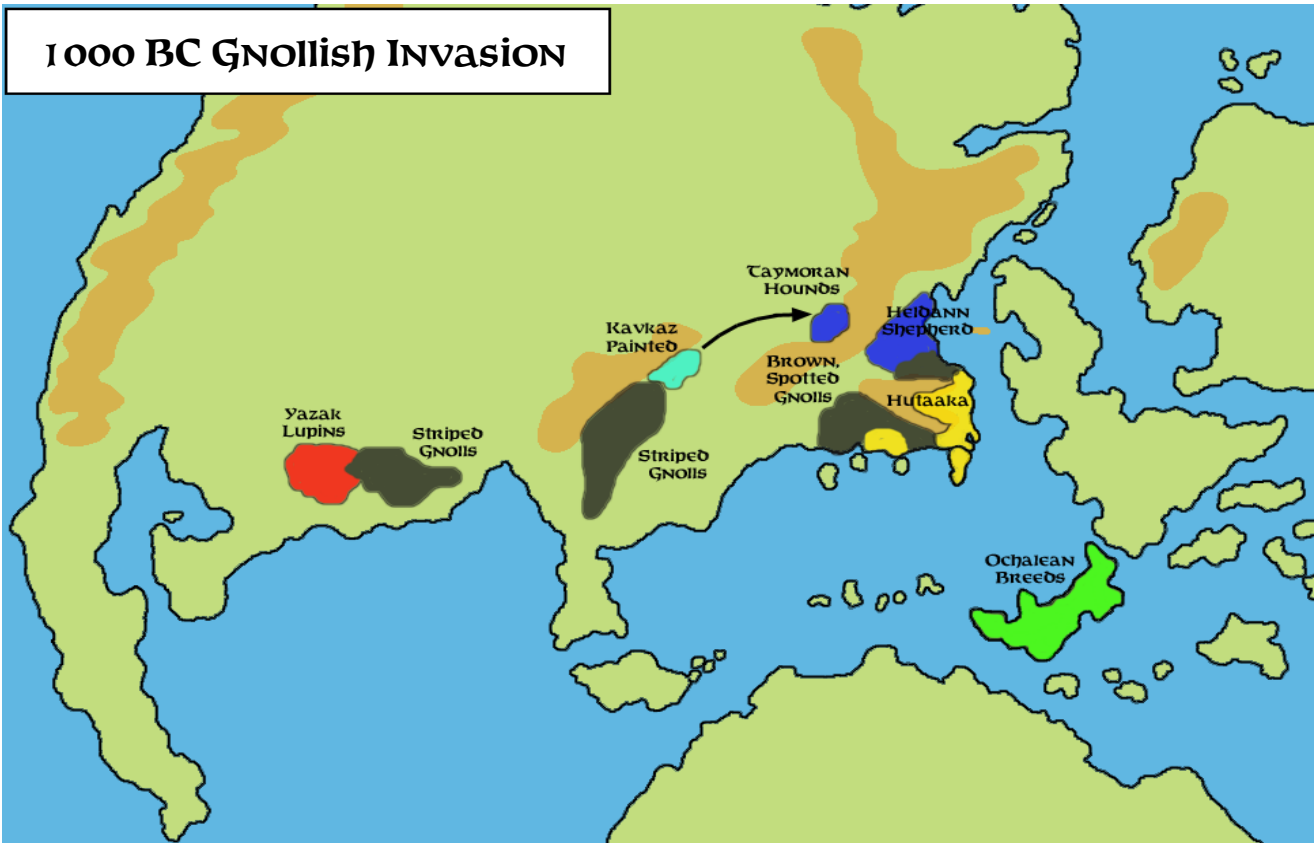 1000 BC Gnollish Invasion
Taymoran
Hounds
Heldann
Shepherd
Kavkaz
Painted
Brown,
Spotted
Gnolls
Hutaaka
Yazak
Lupins
Striped
Gnolls
Striped
Gnolls
Ochalean
Breeds